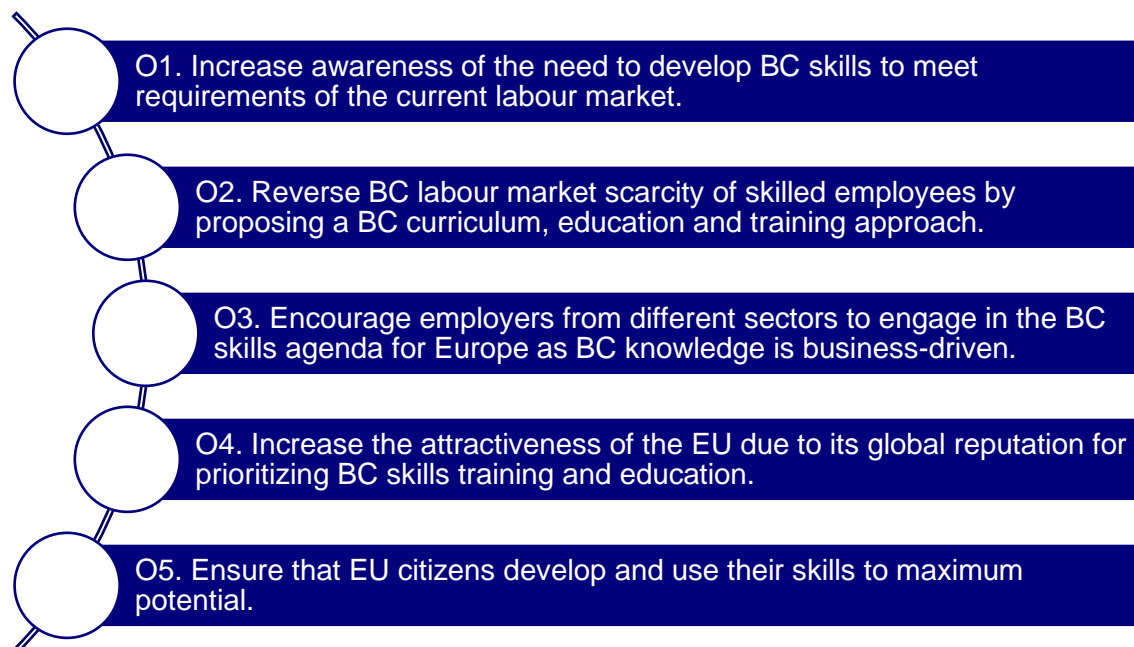 O1. Increase awareness of the need to develop BC skills to meet
requirements of the current labour market.
O2. Reverse BC labour market scarcity of skilled employees by
proposing a BC curriculum, education and training approach.
O3. Encourage employers from different sectors to engage in the BC
skills agenda for Europe as BC knowledge is business-driven.
O4. Increase the attractiveness of the EU due to its global reputation for
prioritizing BC skills training and education.
O5. Ensure that EU citizens develop and use their skills to maximum
potential.